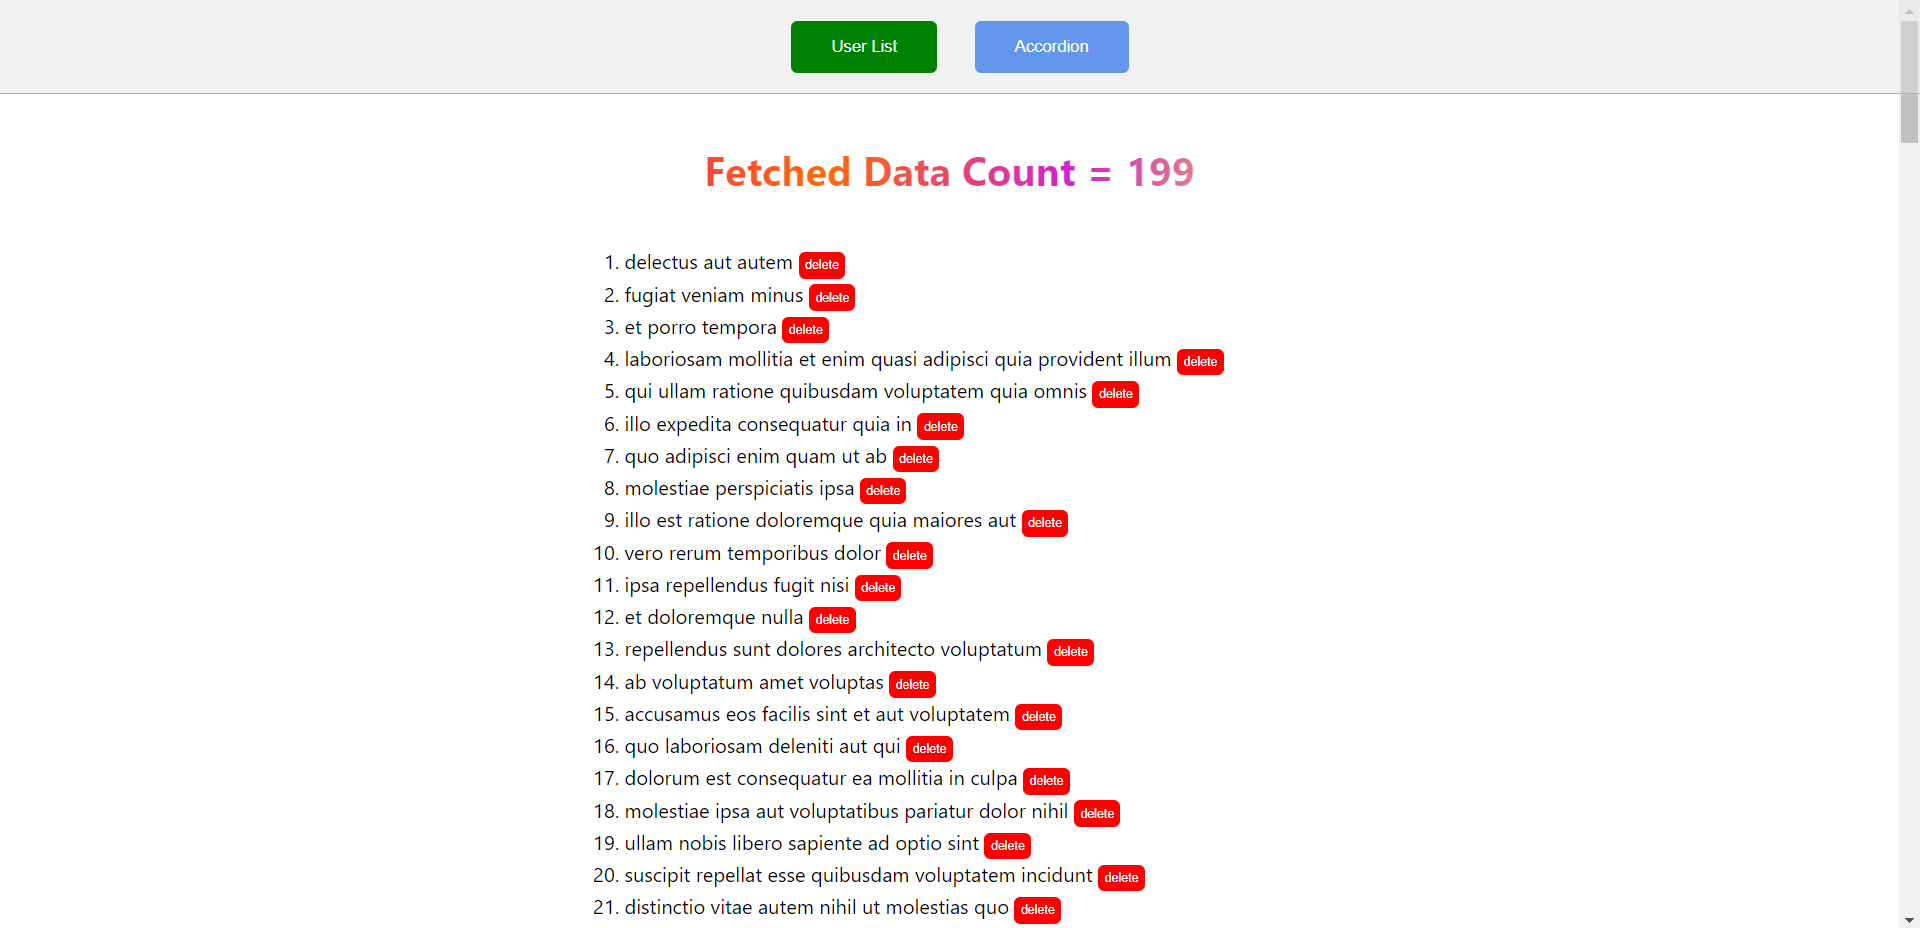 User List Accordion
Fetched Data Count = 199
1. delectus aut autem delete
2. fugiat veniam minus delete
3. et porro tempora delete
4. laboriosam mollitia et enim quasi adipisci quia provident illum delete
5. qui ullam ratione quibusdam voluptatem quia omnis delete
6. illo expedita consequatur quia in delete
7. quo adipisci enim quam ut ab delete
8. molestiae perspiciatis ipsa delete
9. illo est ratione doloremque quia maiores aut delete
10. vero rerum temporibus dolor delete
11. ipsa repellendus fugit nisi delete
12. et doloremque nulla delete
13. repellendus sunt dolores architecto voluptatum delete
14. ab voluptatum amet voluptas delete
15. accusamus eos facilis sint et aut voluptatem delete
16. quo laboriosam deleniti aut qui delete
17. dolorum est consequatur ea mollitia in culpa delete
18. molestiae ipsa aut voluptatibus pariatur dolor nihil delete
19. ullam nobis libero sapiente ad optio sint delete
20. suscipit repellat esse quibusdam voluptatem incidunt delete
21. distinctio vitae autem nihil ut molestias quo delete